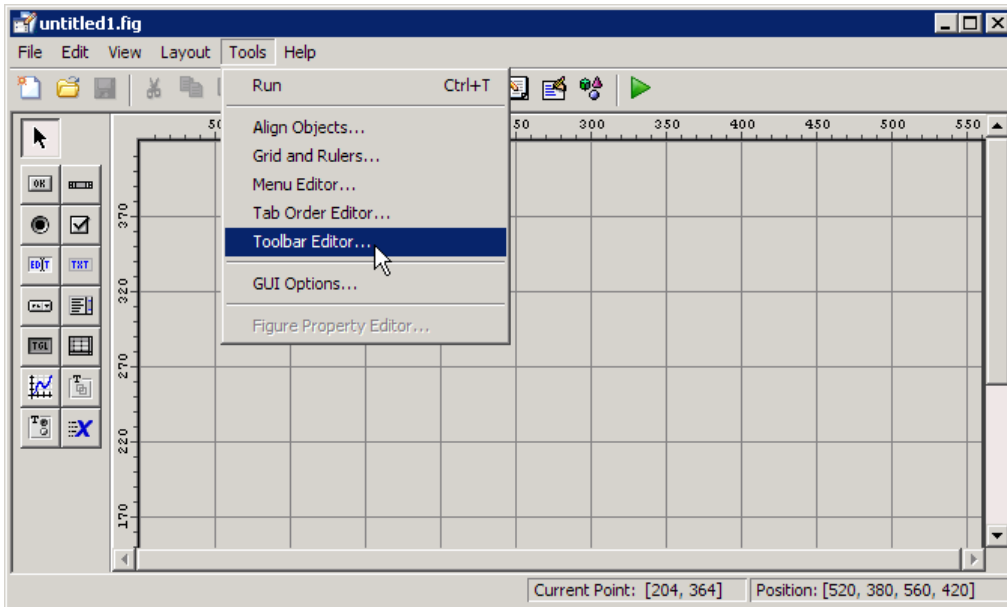 untitled1.fig
File Edit View Layout Tools Help
Run Ctrl+T
Align Objects...
Grid and Rulers...
Menu Editor...
Tab Order Editor...
Toolbar Editor...
GUI Options...
Figure Property Editor...
50 300 350 400 450 500 550
OK
EDIT TXT
TGL
370
320
270
220
170
Current Point: [204, 364] Position: [520, 380, 560, 420]